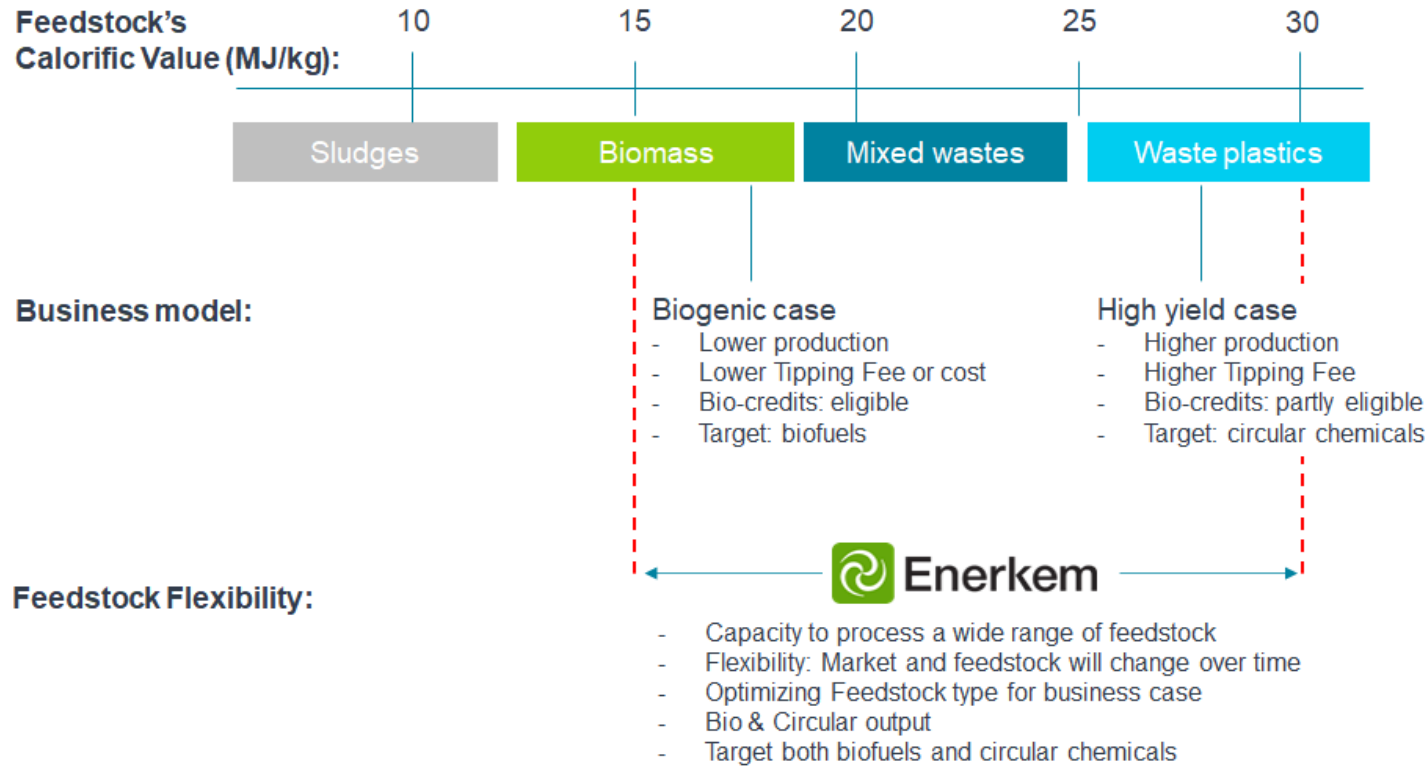 Feedstock's 10 15 20 25 30
Calorific Value (MJ/kg):
Sludges Biomass Mixed wastes Waste plastics
Business model:
Biogenic case
- Lower production
- Lower Tipping Fee or cost
- Bio-credits: eligible
- Target: biofuels
High yield case
- Higher production
- Higher Tipping Fee
- Bio-credits: partly eligible
- Target: circular chemicals
Enerkem
Feedstock Flexibility:
- Capacity to process a wide range of feedstock
- Flexibility: Market and feedstock will change over time
- Optimizing Feedstock type for business case
- Bio & Circular output
- Target both biofuels and circular chemicals